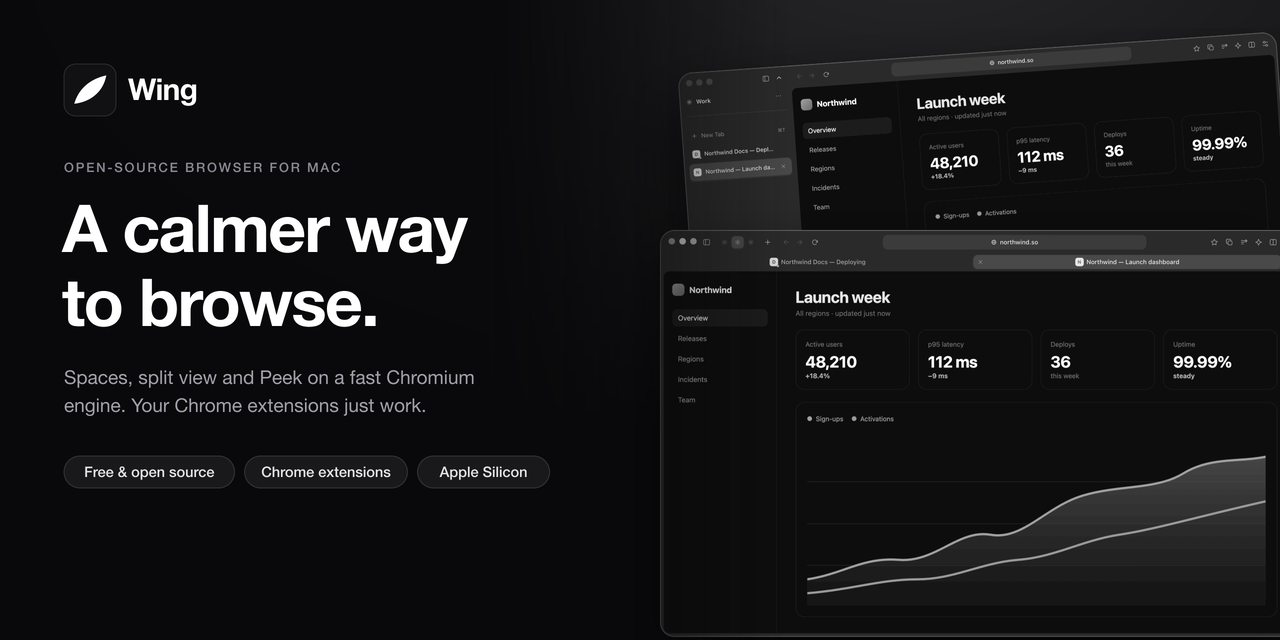 Wing
OPEN-SOURCE BROWSER FOR MAC
A calmer way
to browse.
Spaces, split view and Peek on a fast Chromium
engine. Your Chrome extensions just work.
Free & open source
Chrome extensions
Apple Silicon
northwind.so
Work
New Tab
Northwind Docs — Depl...
Northwind — Launch da...
Northwind
Overview
Releases
Regions
Incidents
Team
Launch week
All regions · updated just now
Active users
48,210
+18.4%
p95 latency
112 ms
−9 ms
Deploys
36
this week
Uptime
99.99%
steady
Sign-ups
Activations
northwind.so
Northwind Docs — Deploying
Northwind — Launch dashboard
Northwind
Overview
Releases
Regions
Incidents
Team
Launch week
All regions · updated just now
Active users
48,210
+18.4%
p95 latency
112 ms
−9 ms
Deploys
36
this week
Uptime
99.99%
steady
Sign-ups
Activations